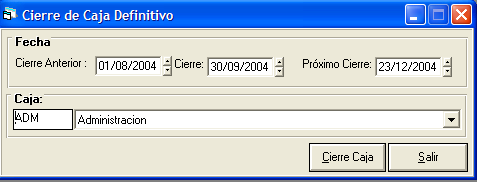 Cierre de Caja Definitivo
Fecha
Cierre Anterior : 01/08/2004 Cierre: 30/09/2004 Próximo Cierre: 23/12/2004
Caja:
ADM Administracion
Cierre Caja Salir